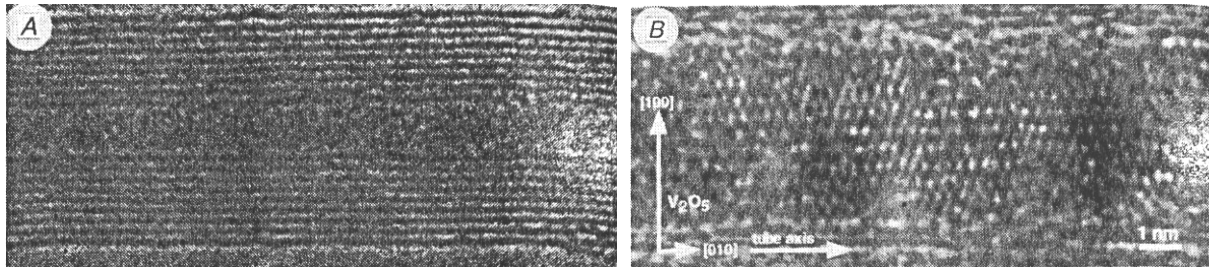 A
B
[100]
V₂O₅
[010]
tube axis
1 nm